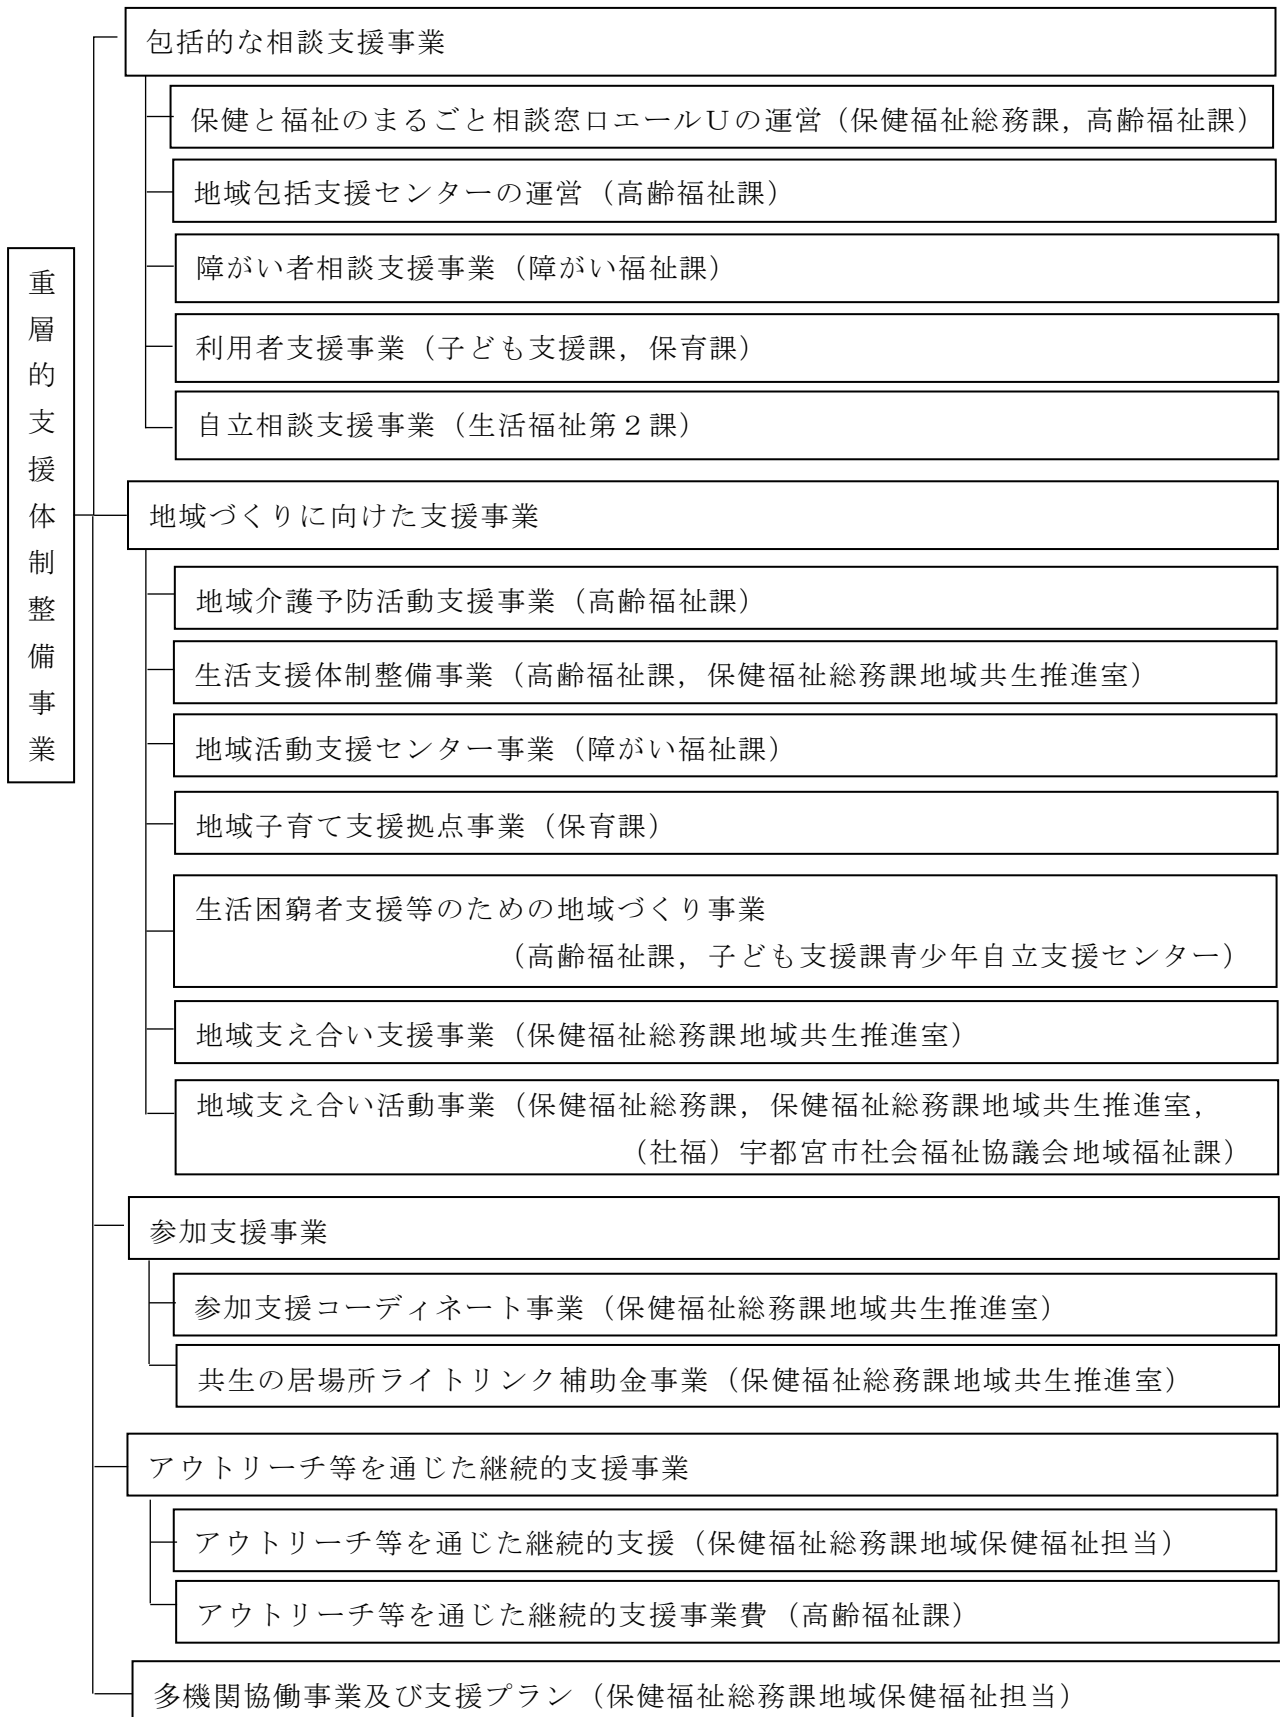 重層的支援体制整備事業
包括的な相談支援事業
保健と福祉のまるごと相談窓口エールUの運営（保健福祉総務課，高齢福祉課）
地域包括支援センターの運営（高齢福祉課）
障がい者相談支援事業（障がい福祉課）
利用者支援事業（子ども支援課，保育課）
自立相談支援事業（生活福祉第２課）
地域づくりに向けた支援事業
地域介護予防活動支援事業（高齢福祉課）
生活支援体制整備事業（高齢福祉課，保健福祉総務課地域共生推進室）
地域活動支援センター事業（障がい福祉課）
地域子育て支援拠点事業（保育課）
生活困窮者支援等のための地域づくり事業
（高齢福祉課，子ども支援課青少年自立支援センター）
地域支え合い支援事業（保健福祉総務課地域共生推進室）
地域支え合い活動事業（保健福祉総務課，保健福祉総務課地域共生推進室，
（社福）宇都宮市社会福祉協議会地域福祉課）
参加支援事業
参加支援コーディネート事業（保健福祉総務課地域共生推進室）
共生の居場所ライトリンク補助金事業（保健福祉総務課地域共生推進室）
アウトリーチ等を通じた継続的支援事業
アウトリーチ等を通じた継続的支援（保健福祉総務課地域保健福祉担当）
アウトリーチ等を通じた継続的支援事業費（高齢福祉課）
多機関協働事業及び支援プラン（保健福祉総務課地域保健福祉担当）